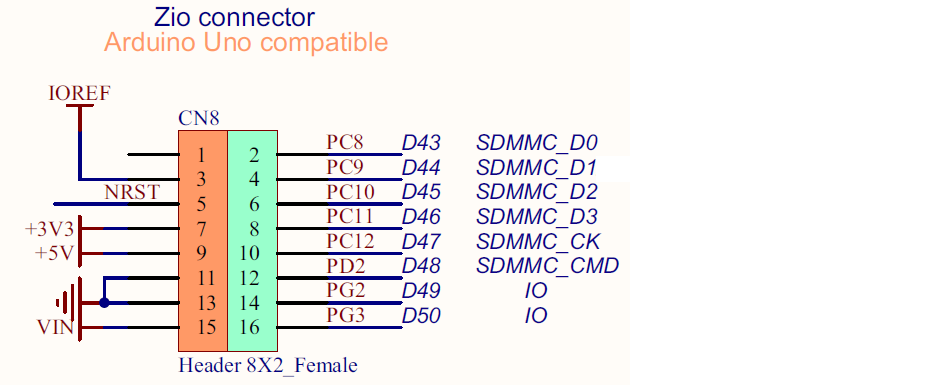 Zio connector
Arduino Uno compatible
IOREF
CN8
1 2 PC8 D43 SDMMC_D0
3 4 PC9 D44 SDMMC_D1
NRST 5 6 PC10 D45 SDMMC_D2
+3V3 7 8 PC11 D46 SDMMC_D3
+5V 9 10 PC12 D47 SDMMC_CK
11 12 PD2 D48 SDMMC_CMD
13 14 PG2 D49 IO
VIN 15 16 PG3 D50 IO
Header 8X2_Female